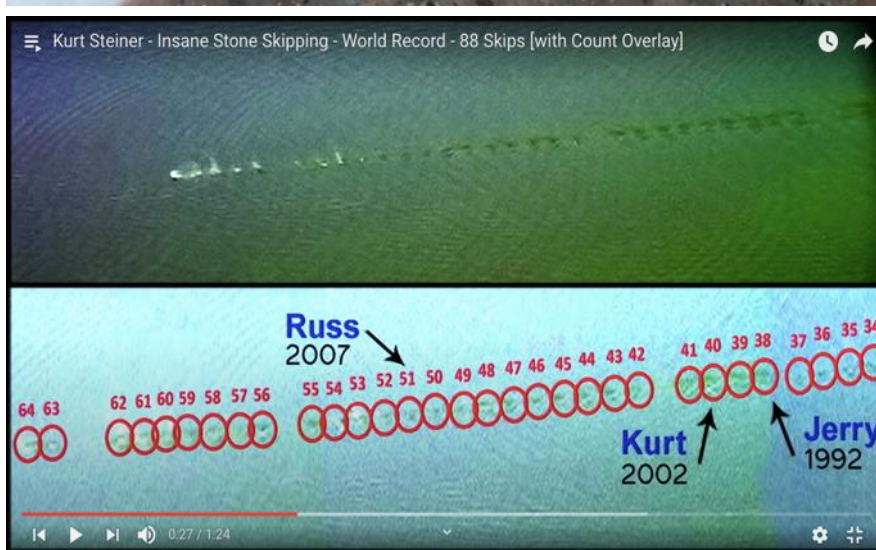 Kurt Steiner - Insane Stone Skipping - World Record - 88 Skips [with Count Overlay]
Russ
2007
64 63 62 61 60 59 58 57 56 55 54 53 52 51 50 49 48 47 46 45 44 43 42 41 40 39 38 37 36 35 34
Kurt
2002
Jerry
1992
0:27 / 1:24